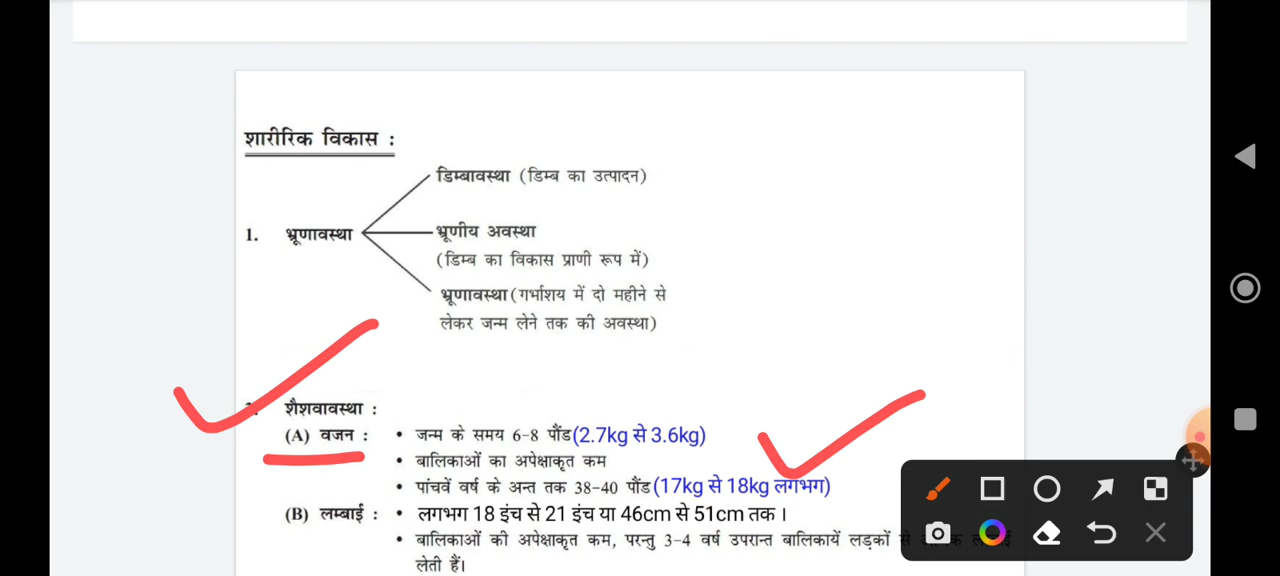 शारीरिक विकास :
डिम्बावस्था (डिम्ब का उत्पादन)
1. भ्रूणावस्था
भ्रूणीय अवस्था
(डिम्ब का विकास प्राणी रूप में)
भ्रूणावस्था (गर्भाशय में दो महीने से
लेकर जन्म लेने तक की अवस्था)
शैशवावस्था :
(A) वजन : • जन्म के समय 6-8 पौंड(2.7kg से 3.6kg)
• बालिकाओं का अपेक्षाकृत कम
• पांचवें वर्ष के अन्त तक 38-40 पौंड(17kg से 18kg लगभग)
(B) लम्बाई : • लगभग 18 इंच से 21 इंच या 46cm से 51cm तक ।
• बालिकाओं की अपेक्षाकृत कम, परन्तु 3-4 वर्ष उपरान्त बालिकायें लड़कों
लेती हैं।